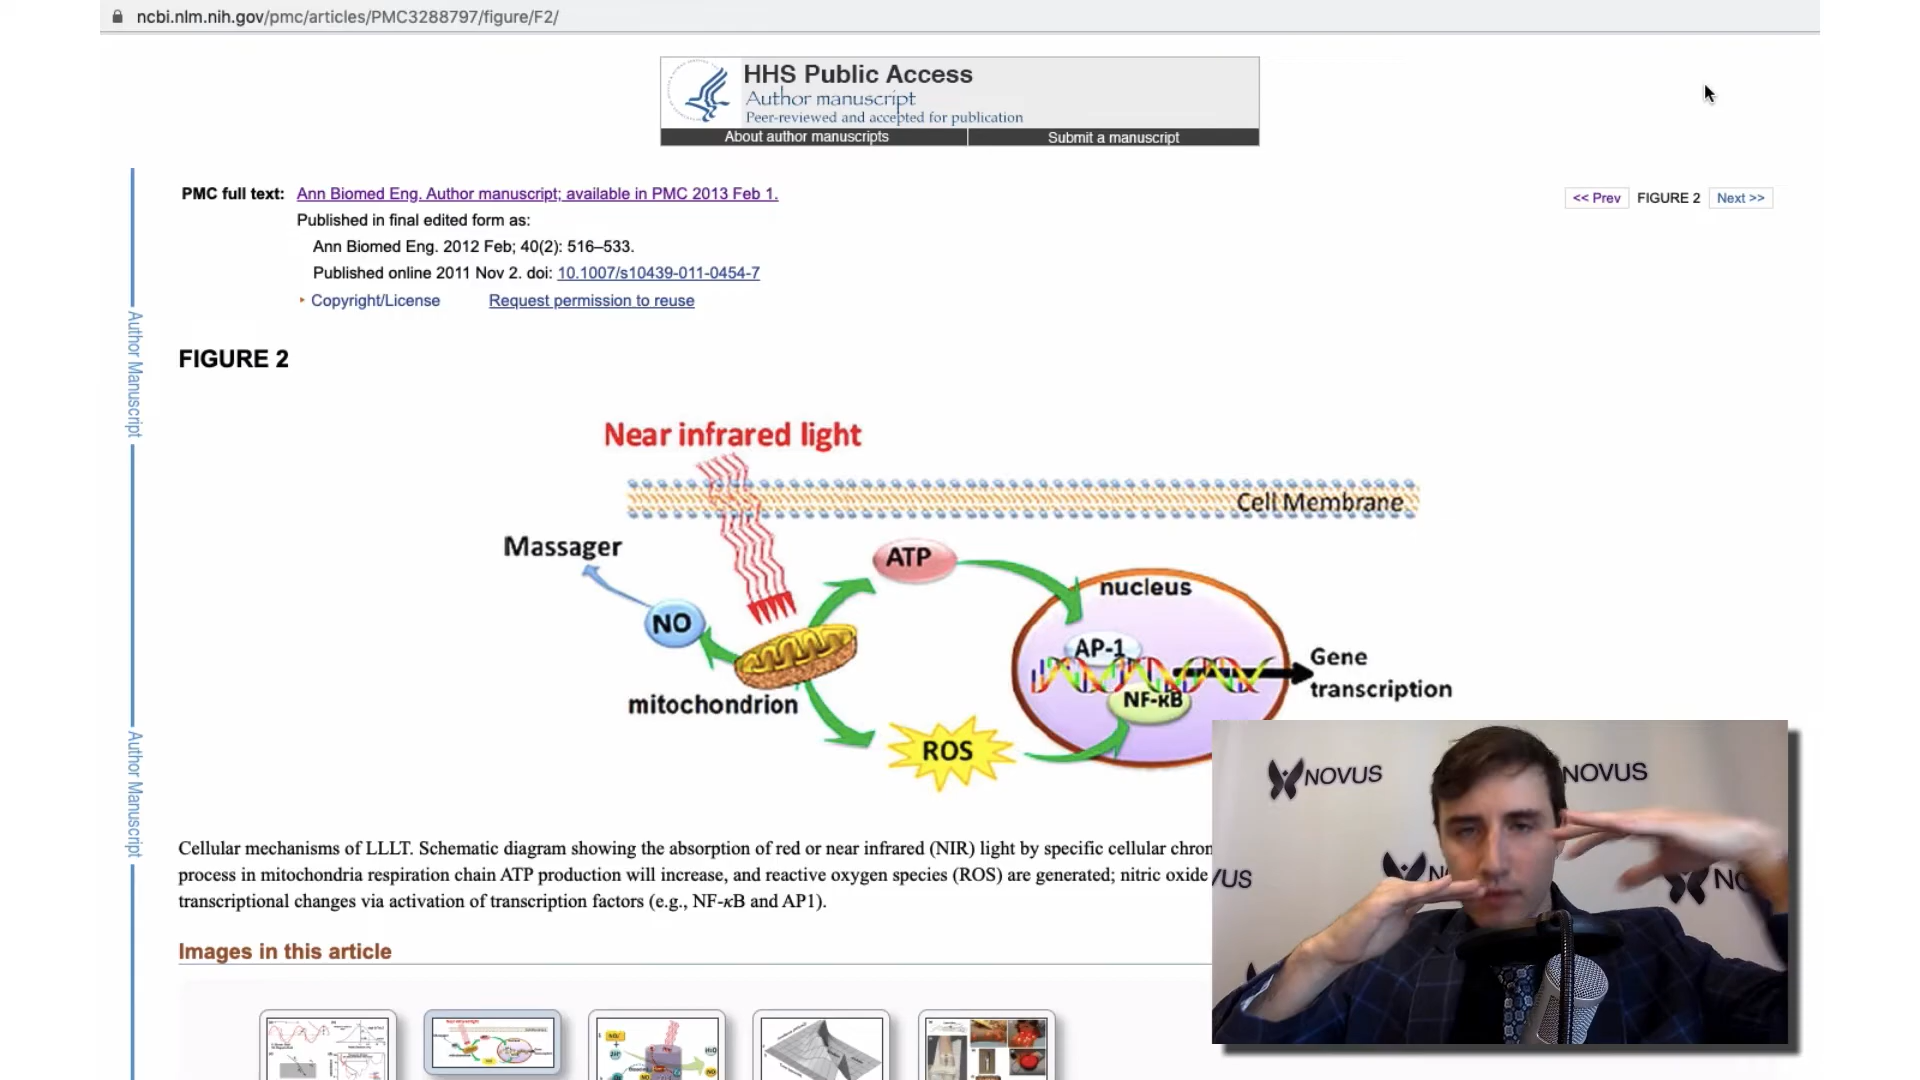 ncbi.nlm.nih.gov/pmc/articles/PMC3288797/figure/F2/
HHS Public Access
Author manuscript
Peer-reviewed and accepted for publication
About author manuscripts
Submit a manuscript
PMC full text: Ann Biomed Eng. Author manuscript; available in PMC 2013 Feb 1.
<< Prev FIGURE 2 Next >>
Published in final edited form as:
Ann Biomed Eng. 2012 Feb; 40(2): 516–533.
Published online 2011 Nov 2. doi: 10.1007/s10439-011-0454-7
Copyright/License Request permission to reuse
Author Manuscript
FIGURE 2
Near infrared light
Cell Membrane
Massager
ATP
nucleus
NO
AP-1
Gene
transcription
mitochondrion
NF-κB
ROS
Author Manuscript
NOVUS
NOVUS
Cellular mechanisms of LLLT. Schematic diagram showing the absorption of red or near infrared (NIR) light by specific cellular chrom
process in mitochondria respiration chain ATP production will increase, and reactive oxygen species (ROS) are generated; nitric oxide
transcriptional changes via activation of transcription factors (e.g., NF-κB and AP1).
Images in this article